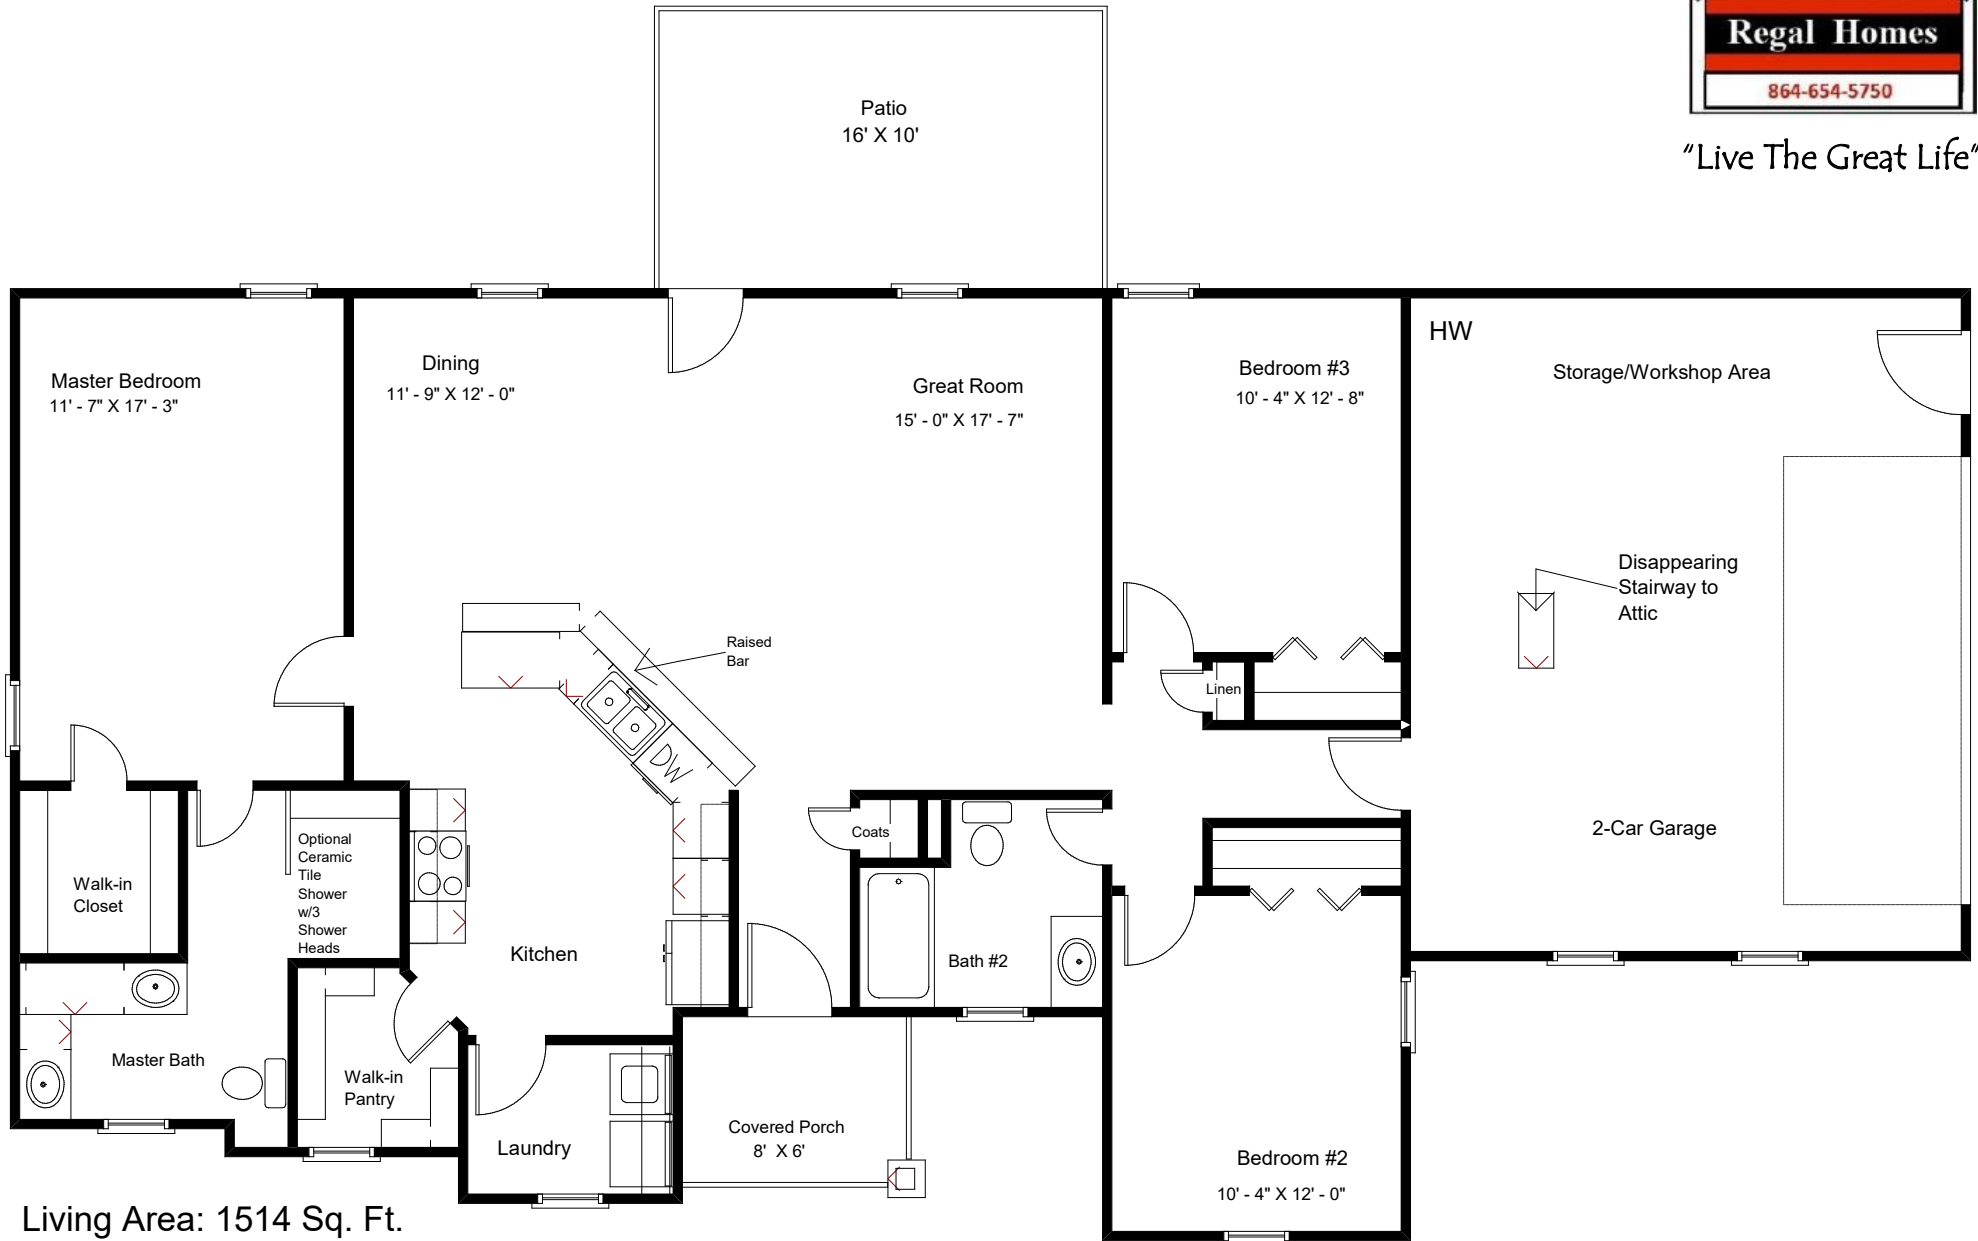 Regal Homes
864-654-5750
"Live The Great Life"
Patio
16' X 10'
Master Bedroom
11' - 7" X 17' - 3"
Dining
11' - 9" X 12' - 0"
Great Room
15' - 0" X 17' - 7"
Bedroom #3
10' - 4" X 12' - 8"
HW
Storage/Workshop Area
Disappearing
Stairway to
Attic
Raised
Bar
DW
Linen
Coats
2-Car Garage
Optional
Ceramic
Tile
Shower
w/3
Shower
Heads
Walk-in
Closet
Kitchen
Bath #2
Master Bath
Walk-in
Pantry
Laundry
Covered Porch
8' X 6'
Bedroom #2
10' - 4" X 12' - 0"
Living Area: 1514 Sq. Ft.